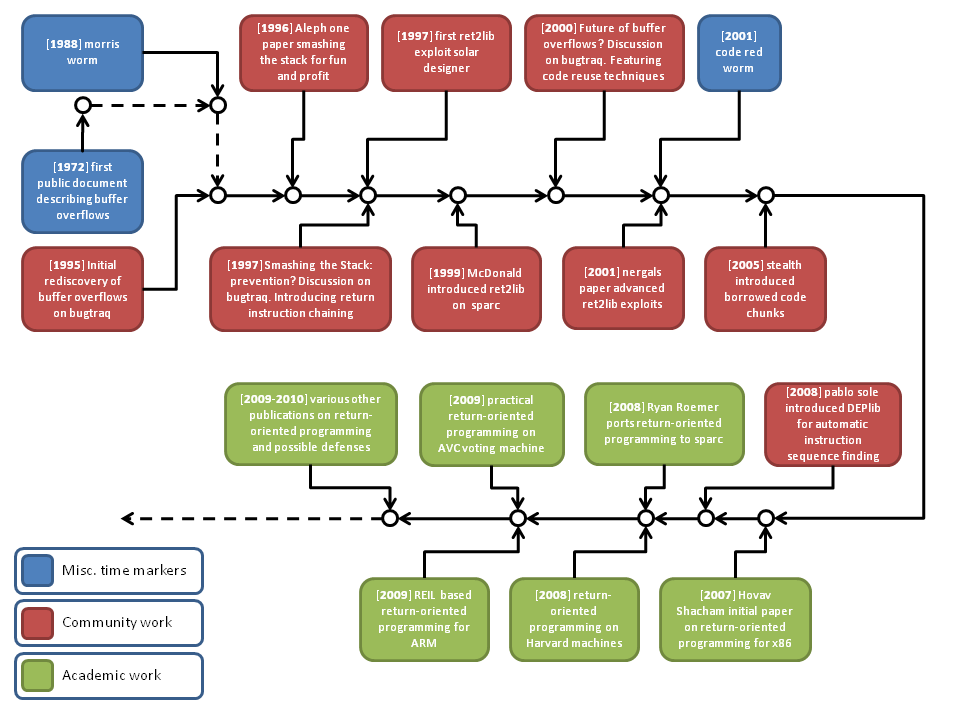 [1988] morris
worm
[1996] Aleph one
paper smashing
the stack for fun
and profit
[1997] first ret2lib
exploit solar
designer
[2000] Future of buffer
overflows? Discussion
on bugtraq. Featuring
code reuse techniques
[2001]
code red
worm
[1972] first
public document
describing buffer
overflows
[1995] Initial
rediscovery of
buffer overflows
on bugtraq
[1997] Smashing the Stack:
prevention? Discussion on
bugtraq. Introducing return
instruction chaining
[1999] McDonald
introduced ret2lib
on sparc
[2001] nergals
paper advanced
ret2lib exploits
[2005] stealth
introduced
borrowed code
chunks
[2009-2010] various other
publications on return-
oriented programming
and possible defenses
[2009] practical
return-oriented
programming on
AVC voting machine
[2008] Ryan Roemer
ports return-oriented
programming to sparc
[2008] pablo sole
introduced DEPlib
for automatic
instruction
sequence finding
[2009] REIL based
return-oriented
programming for
ARM
[2008] return-
oriented
programming on
Harvard machines
[2007] Hovav
Shacham initial paper
on return-oriented
programming for x86
Misc. time markers
Community work
Academic work